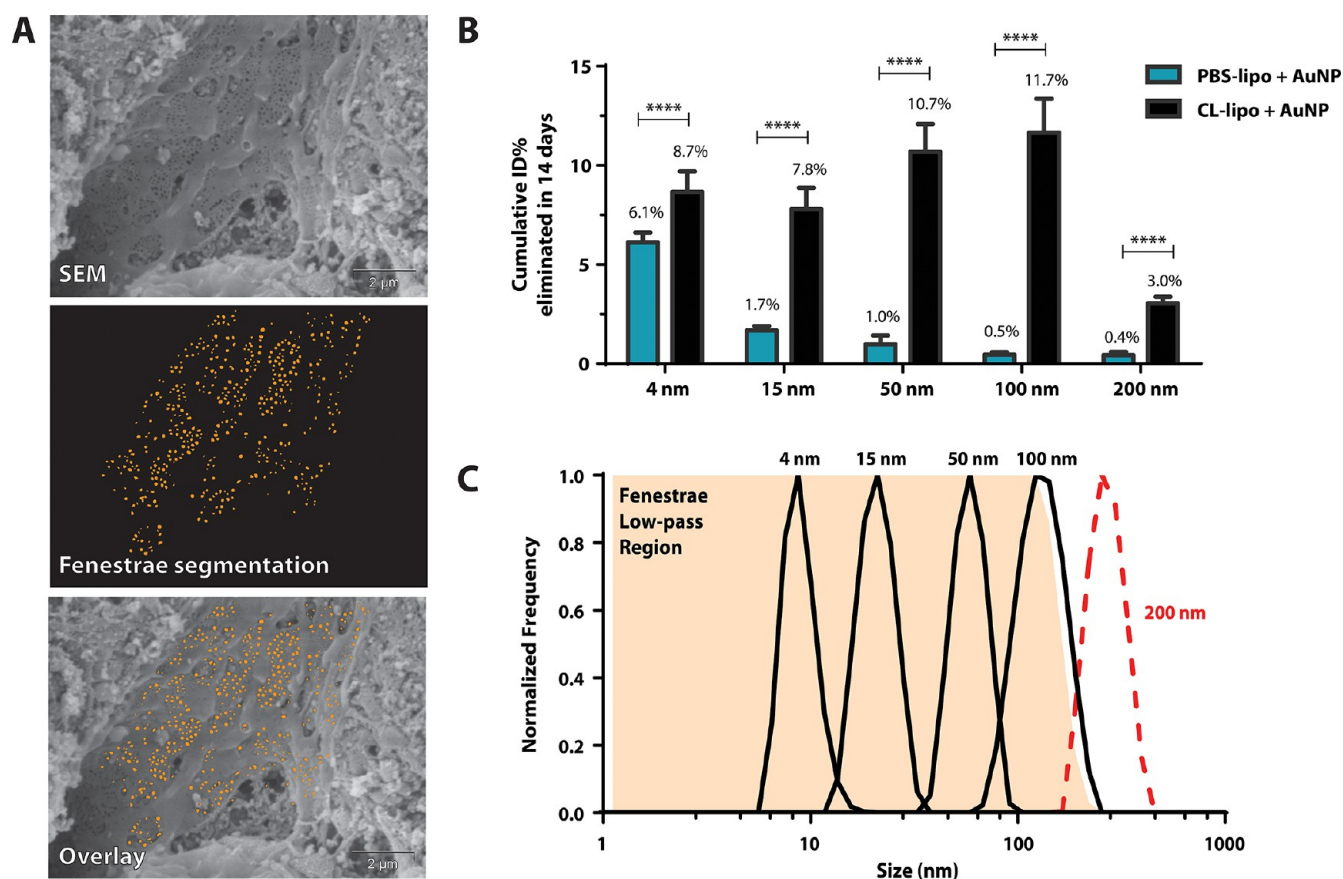 A
SEM
2 µm
Fenestrae segmentation
Overlay
2 µm
B
Cumulative ID%
eliminated in 14 days
15
10
5
0
****
****
****
****
****
6.1%
8.7%
1.7%
7.8%
1.0%
10.7%
0.5%
11.7%
0.4%
3.0%
4 nm
15 nm
50 nm
100 nm
200 nm
PBS-lipo + AuNP
CL-lipo + AuNP
C
4 nm
15 nm
50 nm
100 nm
200 nm
Fenestrae
Low-pass
Region
Normalized Frequency
1.0
0.8
0.6
0.4
0.2
0.0
1
10
100
1000
Size (nm)